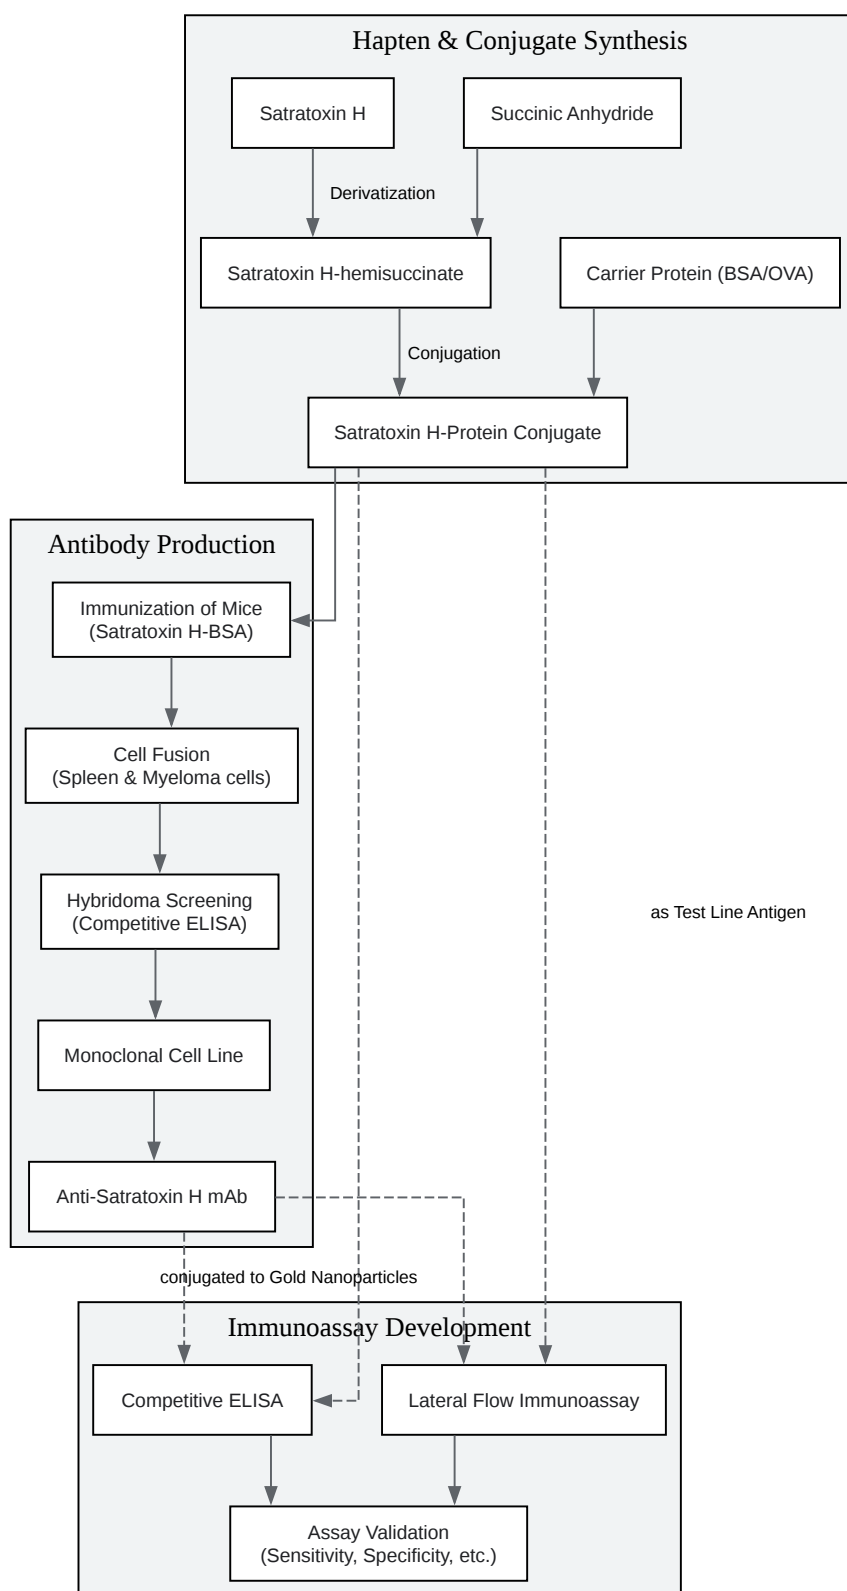 Hapten & Conjugate Synthesis
Satratoxin H
Succinic Anhydride
Derivatization
Satratoxin H-hemisuccinate
Carrier Protein (BSA/OVA)
Conjugation
Satratoxin H-Protein Conjugate
Antibody Production
Immunization of Mice
(Satratoxin H-BSA)
Cell Fusion
(Spleen & Myeloma cells)
Hybridoma Screening
(Competitive ELISA)
as Test Line Antigen
Monoclonal Cell Line
Anti-Satratoxin H mAb
conjugated to Gold Nanoparticles
Immunoassay Development
Competitive ELISA
Lateral Flow Immunoassay
Assay Validation
(Sensitivity, Specificity, etc.)